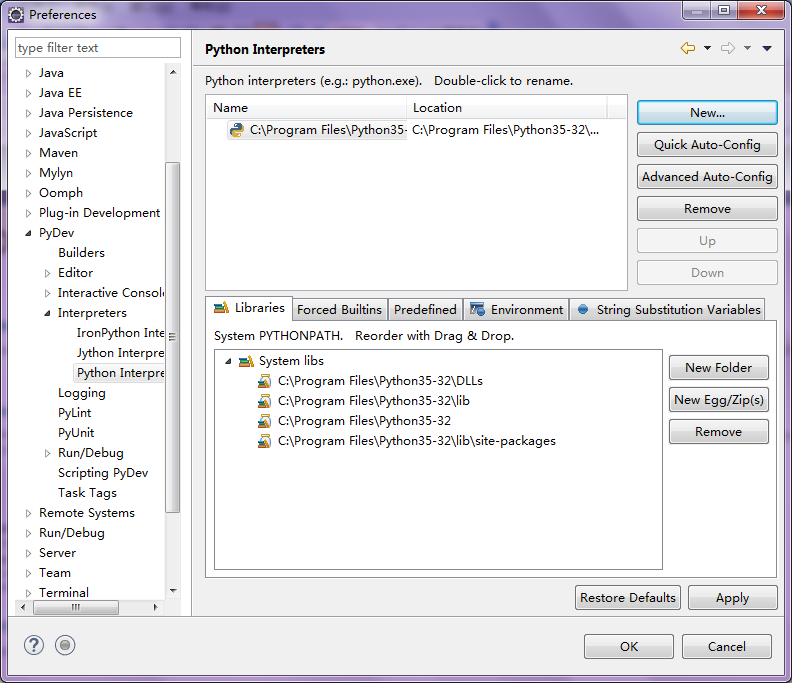 Preferences
type filter text
Java
Java EE
Java Persistence
JavaScript
Maven
Mylyn
Oomph
Plug-in Development
PyDev
Builders
Editor
Interactive Consol
Interpreters
IronPython Inte
Jython Interpre
Python Interpre
Logging
PyLint
PyUnit
Run/Debug
Scripting PyDev
Task Tags
Remote Systems
Run/Debug
Server
Team
Terminal
Python Interpreters
Python interpreters (e.g.: python.exe).   Double-click to rename.
Name Location
C:\Program Files\Python35- C:\Program Files\Python35-32\...
New...
Quick Auto-Config
Advanced Auto-Config
Remove
Up
Down
Libraries Forced Builtins Predefined Environment String Substitution Variables
System PYTHONPATH.   Reorder with Drag & Drop.
System libs
C:\Program Files\Python35-32\DLLs
C:\Program Files\Python35-32\lib
C:\Program Files\Python35-32
C:\Program Files\Python35-32\lib\site-packages
New Folder
New Egg/Zip(s)
Remove
Restore Defaults Apply
? OK Cancel